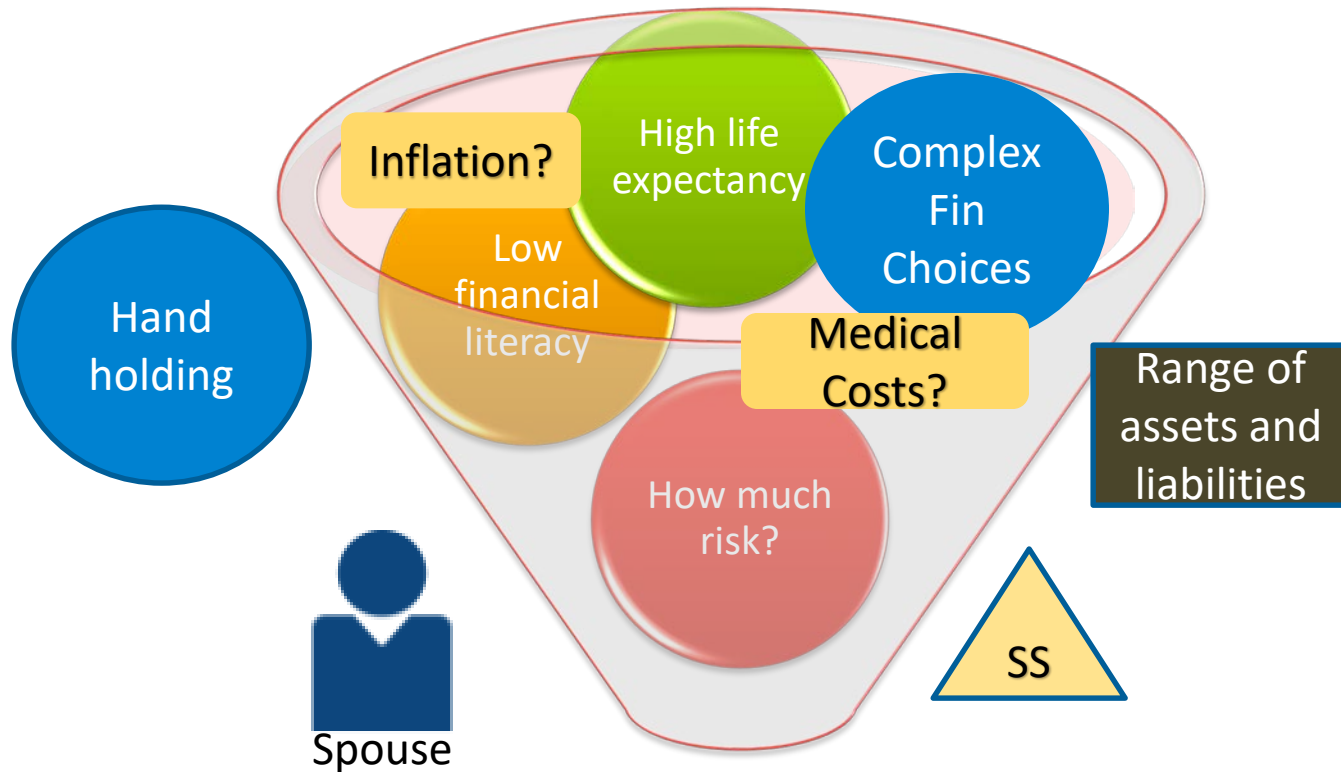 Inflation?
High life
expectancy
Complex
Fin
Choices
Low
financial
literacy
Hand
holding
Medical
Costs?
Range of
assets and
liabilities
How much
risk?
SS
Spouse